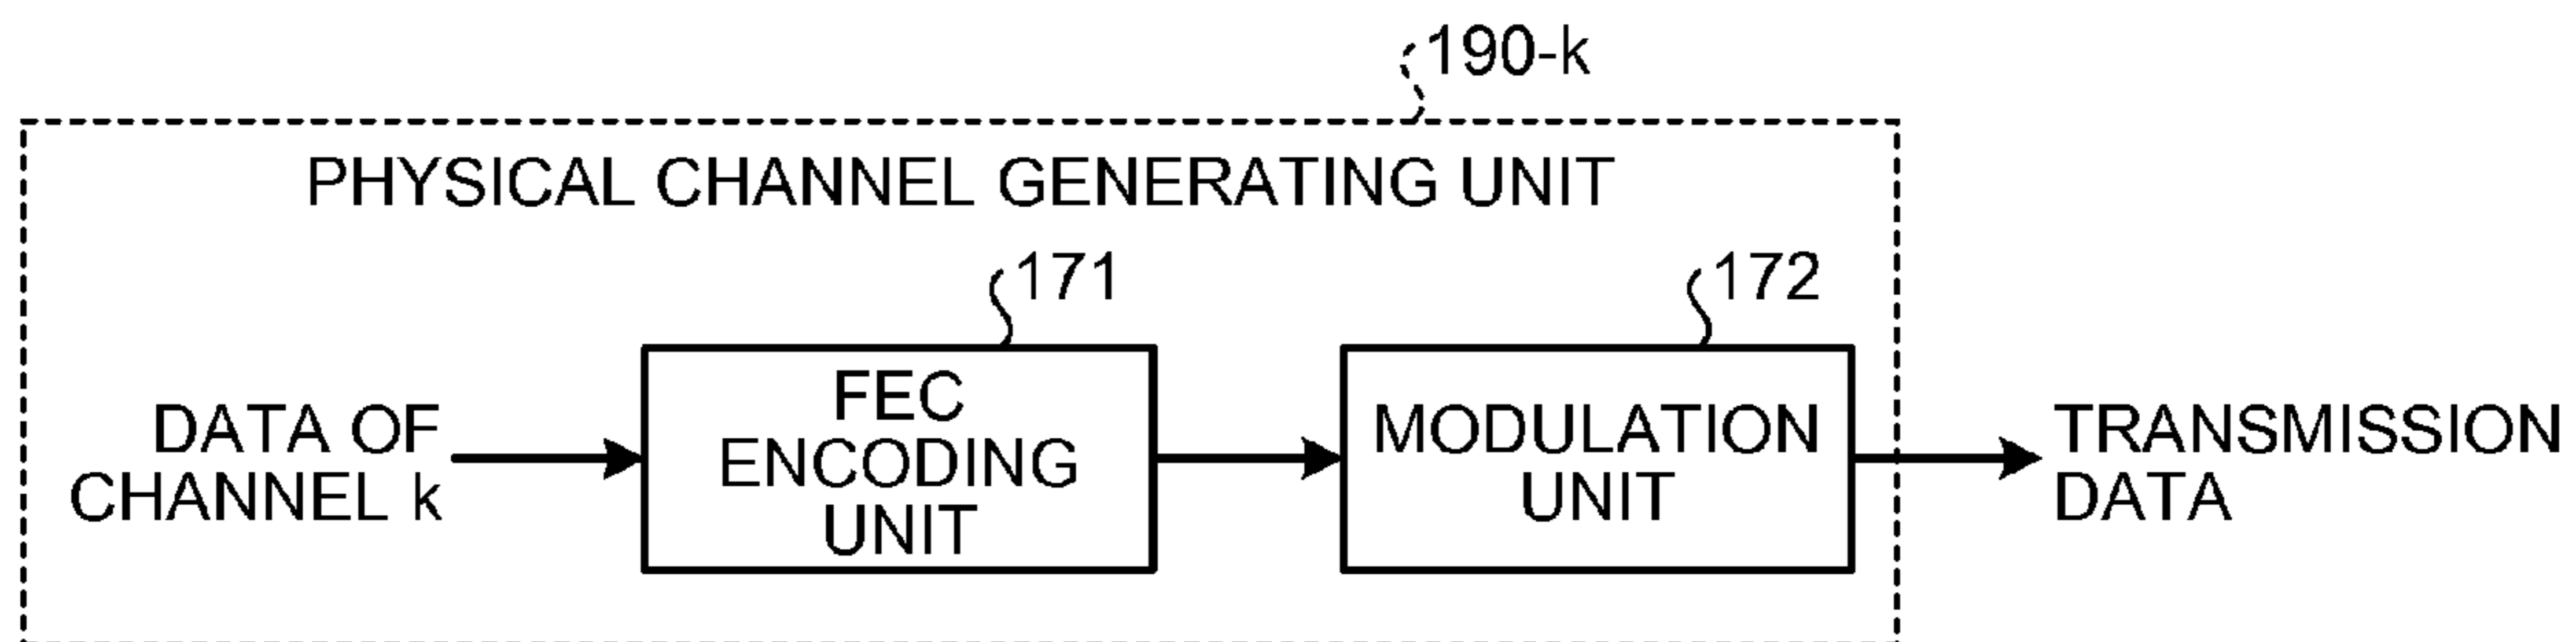 190-k
PHYSICAL CHANNEL GENERATING UNIT
171
172
DATA OF
CHANNEL k
FEC
ENCODING
UNIT
MODULATION
UNIT
TRANSMISSION
DATA